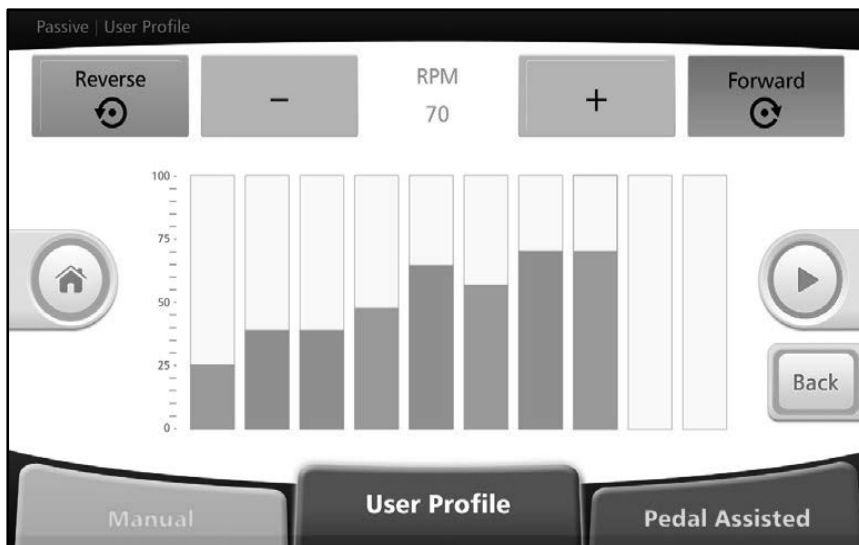 Passive | User Profile
Reverse
−
RPM
70
+
Forward
100
75
50
25
0
Back
Manual
User Profile
Pedal Assisted